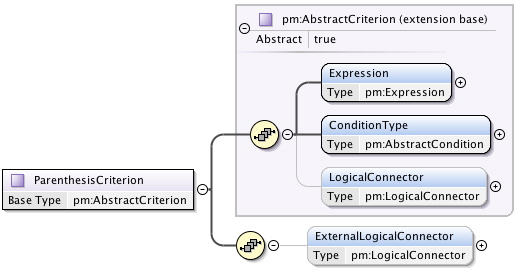 pm:AbstractCriterion (extension base)
Abstract true
Expression
Type pm:Expression
ConditionType
Type pm:AbstractCondition
LogicalConnector
Type pm:LogicalConnector
ParenthesisCriterion
Base Type pm:AbstractCriterion
ExternalLogicalConnector
Type pm:LogicalConnector